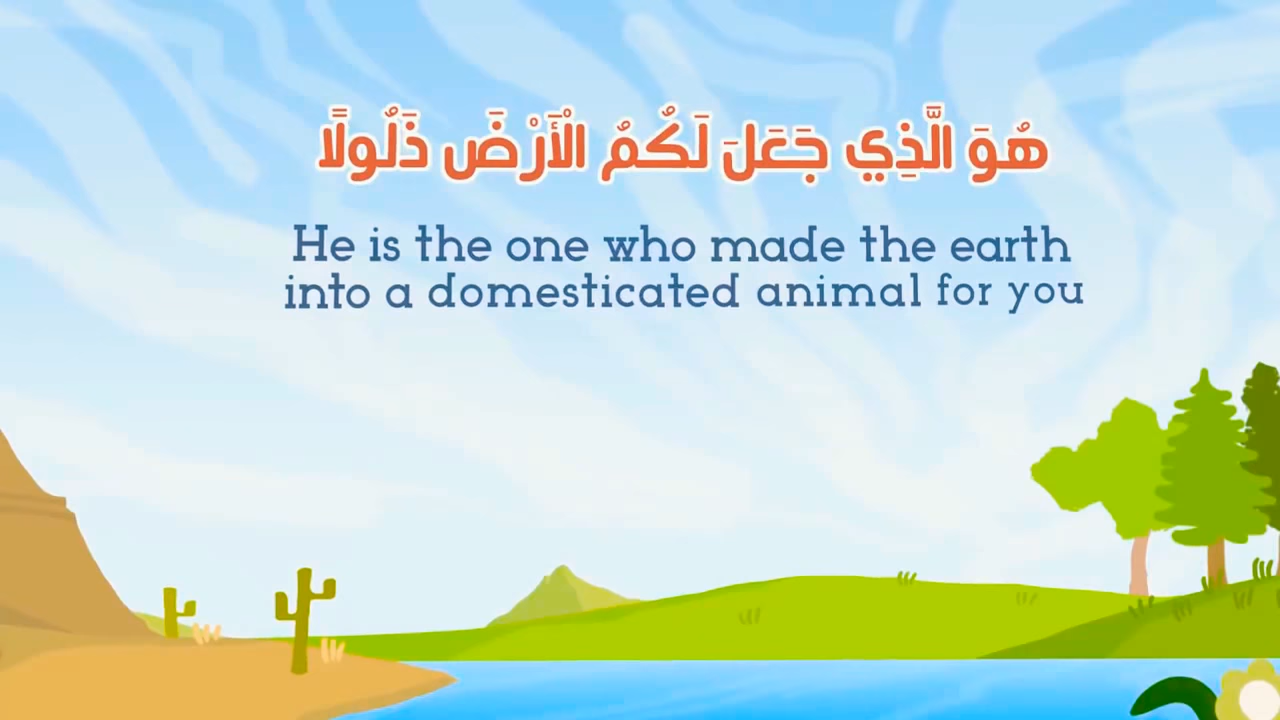 هُوَ الَّذِي جَعَلَ لَكُمُ الْأَرْضَ ذَلُولًا
He is the one who made the earth
into a domesticated animal for you